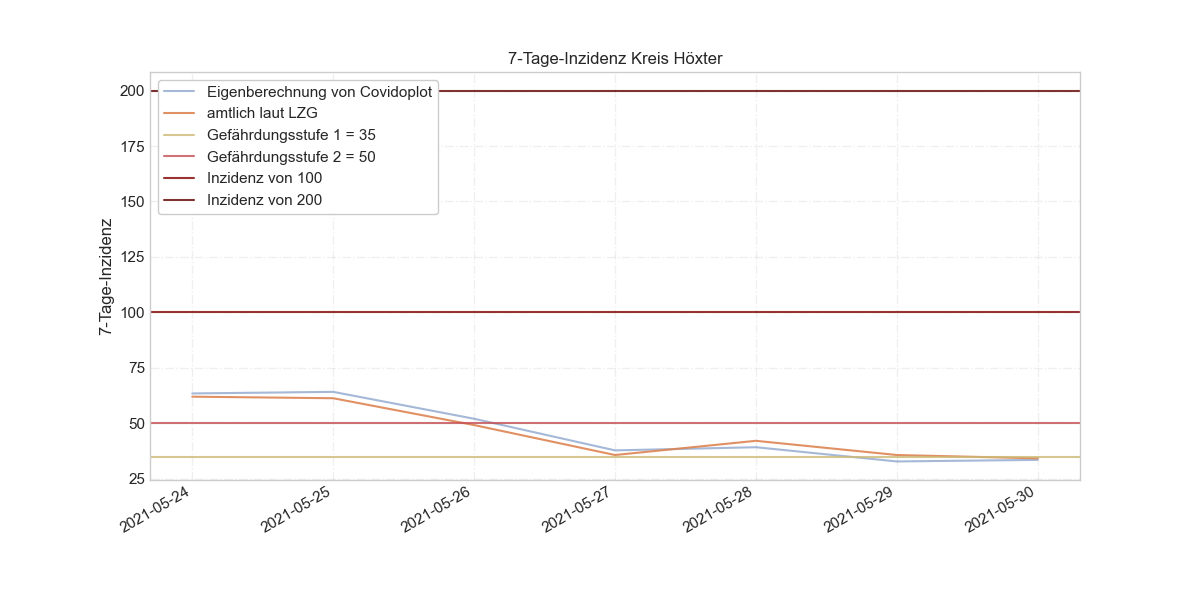 7-Tage-Inzidenz Kreis Höxter
Eigenberechnung von Covidoplot
amtlich laut LZG
Gefährdungsstufe 1 = 35
Gefährdungsstufe 2 = 50
Inzidenz von 100
Inzidenz von 200
7-Tage-Inzidenz
200
175
150
125
100
75
50
25
2021-05-24
2021-05-25
2021-05-26
2021-05-27
2021-05-28
2021-05-29
2021-05-30